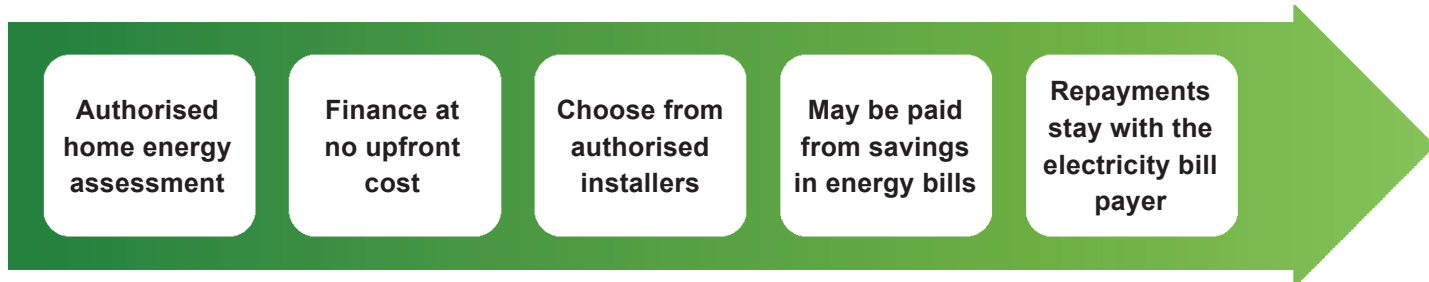 Authorised
home energy
assessment
Finance at
no upfront
cost
Choose from
authorised
installers
May be paid
from savings
in energy bills
Repayments
stay with the
electricity bill
payer